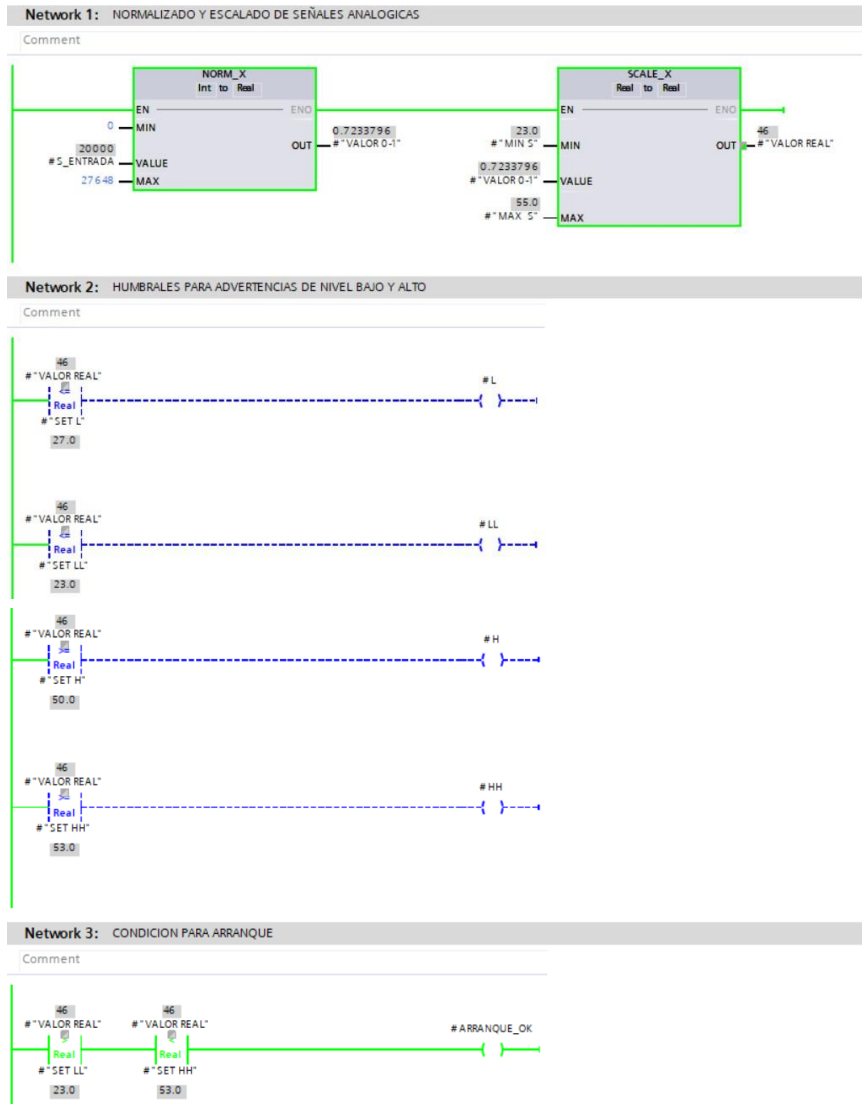 Network 1: NORMALIZADO Y ESCALADO DE SEÑALES ANALOGICAS
Comment
NORM_X
Int to Real
EN ENO
0 MIN
20000
#S_ENTRADA VALUE
27648 MAX
0.7233796
OUT #"VALOR 0-1"
SCALE_X
Real to Real
EN ENO
23.0
#"MIN S" MIN
0.7233796
#"VALOR 0-1" VALUE
55.0
#"MAX S" MAX
46
OUT #"VALOR REAL"
Network 2: HUMBRALES PARA ADVERTENCIAS DE NIVEL BAJO Y ALTO
Comment
46
#"VALOR REAL" #L
<=
Real
#"SET L"
27.0
46
#"VALOR REAL" #LL
<=
Real
#"SET LL"
23.0
46
#"VALOR REAL" #H
>=
Real
#"SET H"
50.0
46
#"VALOR REAL" #HH
>=
Real
#"SET HH"
53.0
Network 3: CONDICION PARA ARRANQUE
Comment
46 46
#"VALOR REAL" #"VALOR REAL" #ARRANQUE_OK
> <
Real Real
#"SET LL" #"SET HH"
23.0 53.0